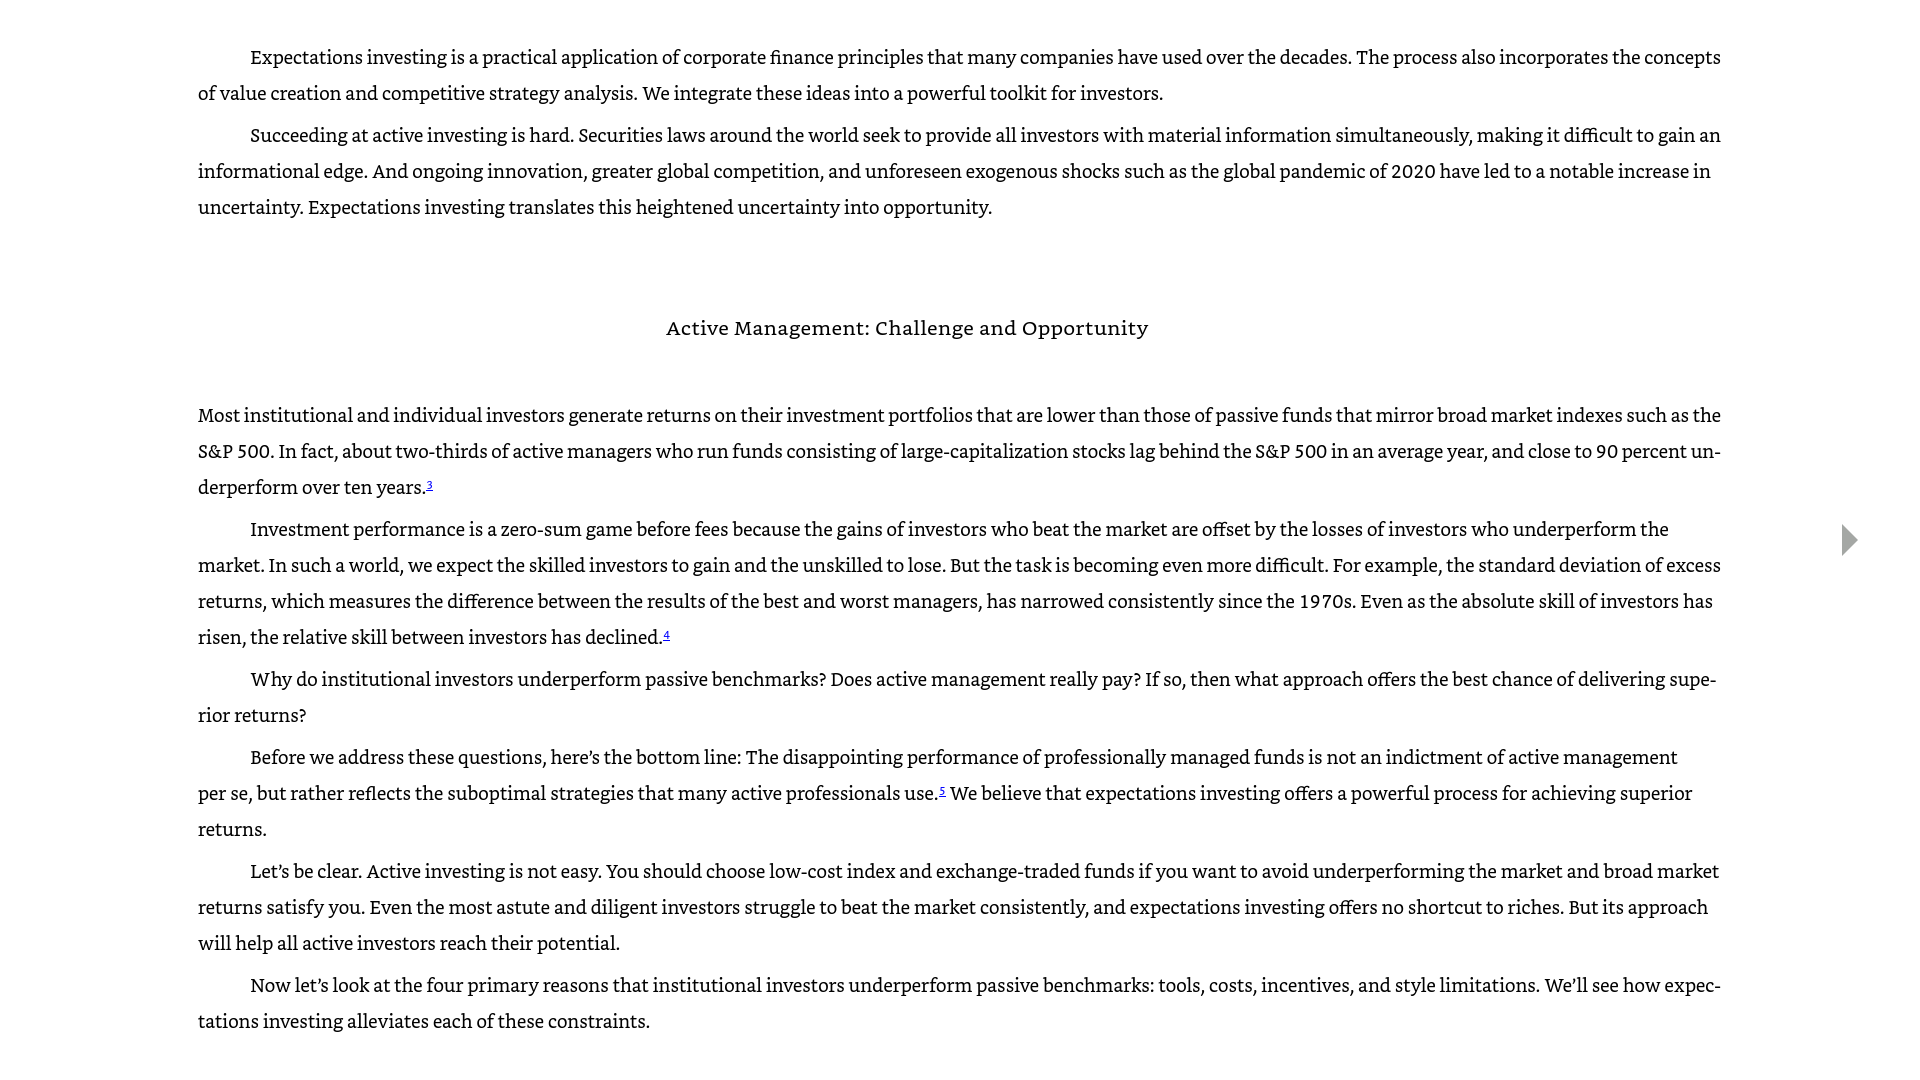 Expectations investing is a practical application of corporate finance principles that many companies have used over the decades. The process also incorporates the concepts
of value creation and competitive strategy analysis. We integrate these ideas into a powerful toolkit for investors.
Succeeding at active investing is hard. Securities laws around the world seek to provide all investors with material information simultaneously, making it difficult to gain an
informational edge. And ongoing innovation, greater global competition, and unforeseen exogenous shocks such as the global pandemic of 2020 have led to a notable increase in
uncertainty. Expectations investing translates this heightened uncertainty into opportunity.
Active Management: Challenge and Opportunity
Most institutional and individual investors generate returns on their investment portfolios that are lower than those of passive funds that mirror broad market indexes such as the
S&P 500. In fact, about two-thirds of active managers who run funds consisting of large-capitalization stocks lag behind the S&P 500 in an average year, and close to 90 percent un-
derperform over ten years.3
Investment performance is a zero-sum game before fees because the gains of investors who beat the market are offset by the losses of investors who underperform the
market. In such a world, we expect the skilled investors to gain and the unskilled to lose. But the task is becoming even more difficult. For example, the standard deviation of excess
returns, which measures the difference between the results of the best and worst managers, has narrowed consistently since the 1970s. Even as the absolute skill of investors has
risen, the relative skill between investors has declined.4
Why do institutional investors underperform passive benchmarks? Does active management really pay? If so, then what approach offers the best chance of delivering supe-
rior returns?
Before we address these questions, here’s the bottom line: The disappointing performance of professionally managed funds is not an indictment of active management
per se, but rather reflects the suboptimal strategies that many active professionals use.5 We believe that expectations investing offers a powerful process for achieving superior
returns.
Let’s be clear. Active investing is not easy. You should choose low-cost index and exchange-traded funds if you want to avoid underperforming the market and broad market
returns satisfy you. Even the most astute and diligent investors struggle to beat the market consistently, and expectations investing offers no shortcut to riches. But its approach
will help all active investors reach their potential.
Now let’s look at the four primary reasons that institutional investors underperform passive benchmarks: tools, costs, incentives, and style limitations. We’ll see how expec-
tations investing alleviates each of these constraints.